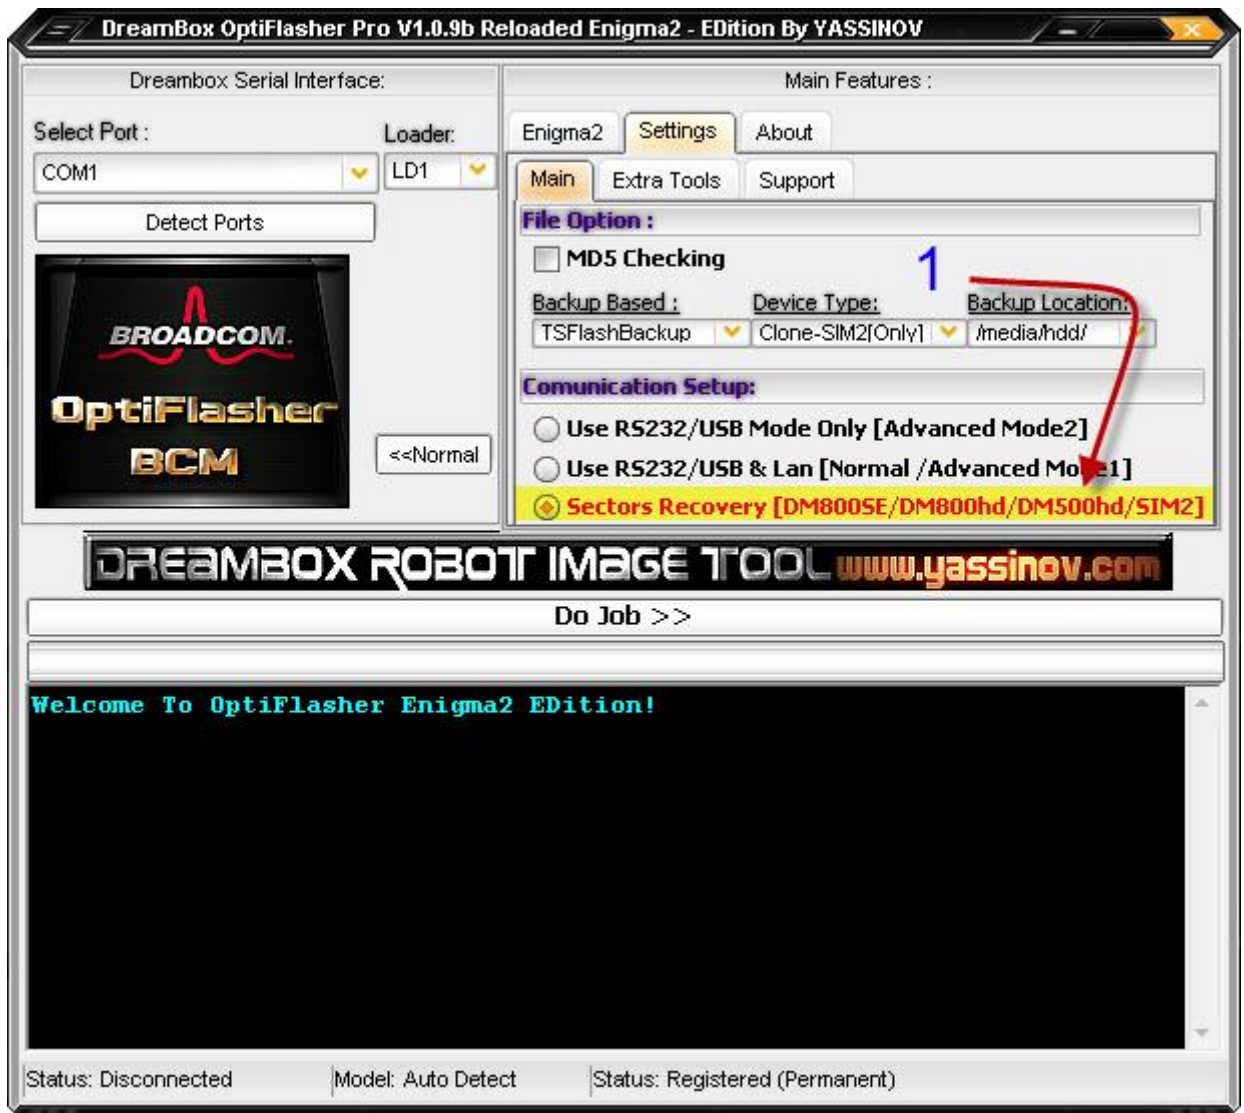 DreamBox OptiFlasher Pro V1.0.9b Reloaded Enigma2 - EDition By YASSINOV
Dreambox Serial Interface:
Main Features :
Select Port :
Loader:
COM1
LD1
Detect Ports
BROADCOM.
OptiFlasher
BCM
<<Normal
Enigma2
Settings
About
Main
Extra Tools
Support
File Option :
MD5 Checking
1
Backup Based :
Device Type:
Backup Location:
TSFlashBackup
Clone-SIM2[Only]
/media/hdd/
Comunication Setup:
Use RS232/USB Mode Only [Advanced Mode2]
Use RS232/USB & Lan [Normal /Advanced Mode1]
Sectors Recovery [DM800SE/DM800hd/DM500hd/SIM2]
DREAMBOX ROBOT IMAGE TOOL www.yassinov.com
Do Job >>
Welcome To OptiFlasher Enigma2 EDition!
Status: Disconnected
Model: Auto Detect
Status: Registered (Permanent)